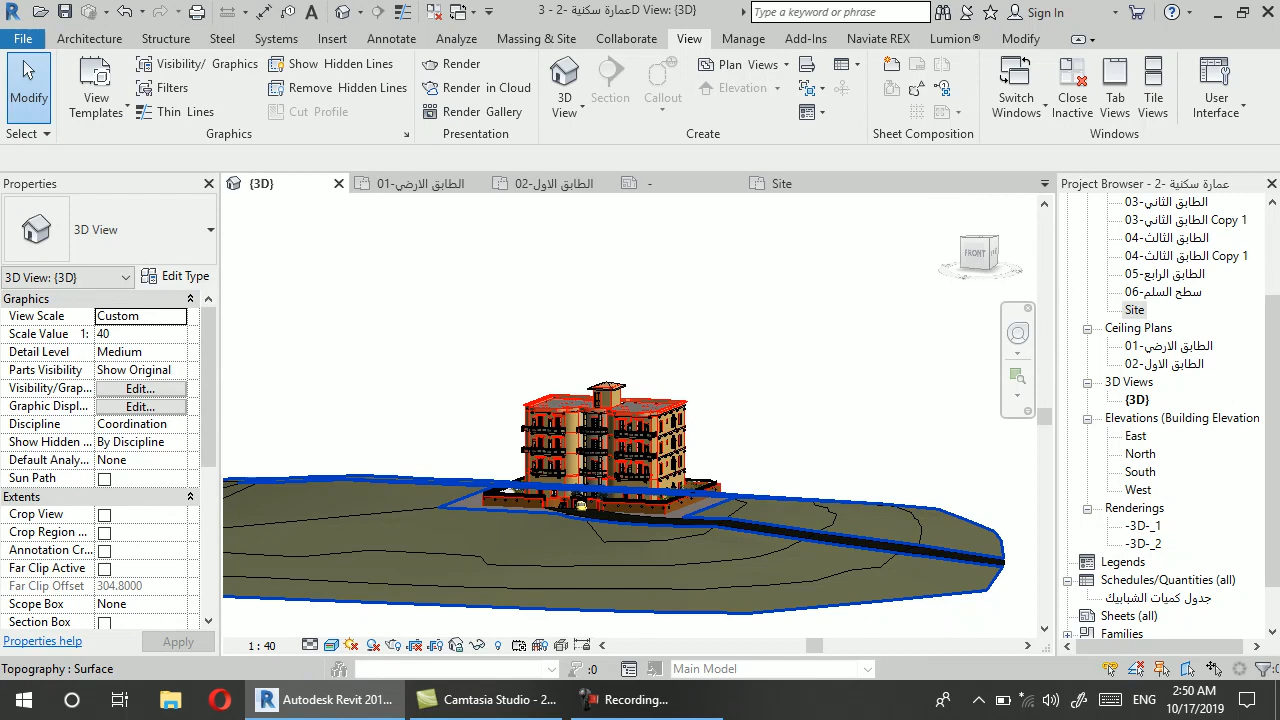 عمارة سكنية -2 - 3D View: {3D}
Type a keyword or phrase
Sign In
File Architecture Structure Steel Systems Insert Annotate Analyze Massing & Site Collaborate View Manage Add-Ins Naviate REX Lumion® Modify
Modify
View Templates
Visibility/ Graphics
Filters
Thin Lines
Show Hidden Lines
Remove Hidden Lines
Cut Profile
Render
Render in Cloud
Render Gallery
3D View
Section
Callout
Plan Views
Elevation
Switch Windows
Close Inactive
Tab Views
Tile Views
User Interface
Select Graphics Presentation Create Sheet Composition Windows
Properties
{3D}
01-الطابق الارضي
02-الطابق الاول
-
Site
Project Browser - عمارة سكنية -2
3D View
3D View: {3D}
Edit Type
Graphics
View Scale Custom
Scale Value 1: 40
Detail Level Medium
Parts Visibility Show Original
Visibility/Grap... Edit...
Graphic Displ... Edit...
Discipline Coordination
Show Hidden ... By Discipline
Default Analy... None
Sun Path
Extents
Crop View
Crop Region ...
Annotation Cr...
Far Clip Active
Far Clip Offset 304.8000
Scope Box None
Section Box
Properties help
Apply
FRONT
03-الطابق الثاني
03-الطابق الثاني Copy 1
04-الطابق الثالث
04-الطابق الثالث Copy 1
05-الطابق الرابع
06-سطح السلم
Site
Ceiling Plans
01-الطابق الارضي
02-الطابق الاول
3D Views
{3D}
Elevations (Building Elevation
East
North
South
West
Renderings
-3D-_1
-3D-_2
Legends
Schedules/Quantities (all)
جدول كميات الشبابيك
Sheets (all)
Families
1 : 40
Topography : Surface
:0
Main Model
:0
Autodesk Revit 201...
Camtasia Studio - 2...
Recording...
ENG
2:50 AM
10/17/2019